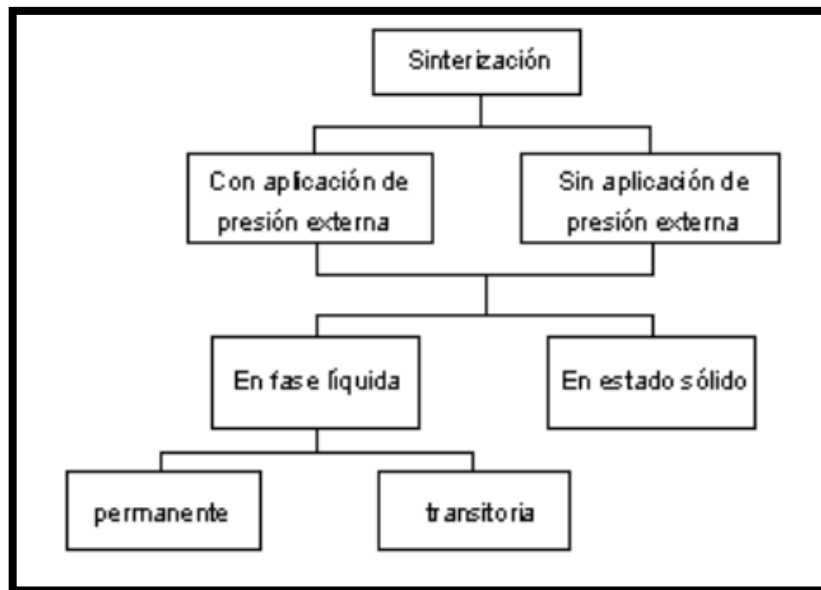 Sinterización
Con aplicación de
presión externa
Sin aplicación de
presión externa
En fase líquida
En estado sólido
permanente
transitoria